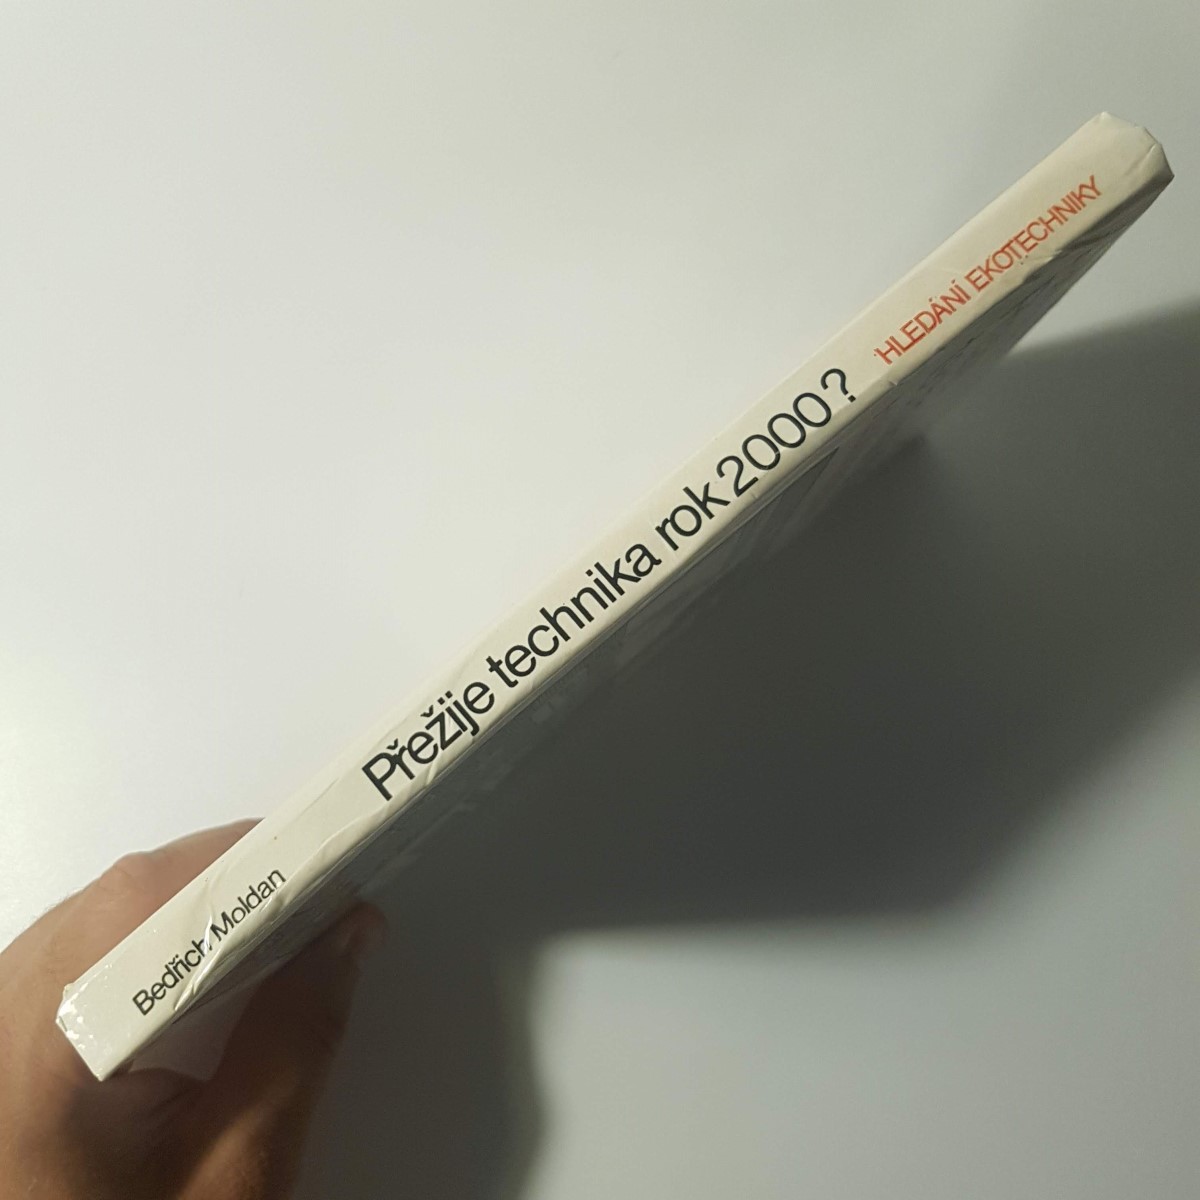 Bedřich Moldan
Přežije technika rok 2000?
HLEDÁNÍ EKOTECHNIKY